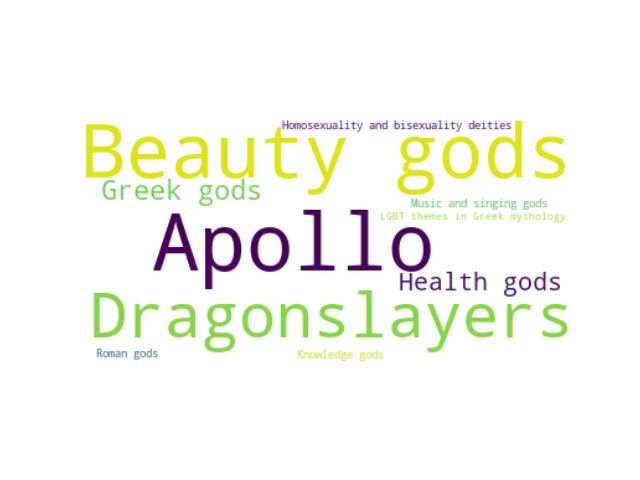 Homosexuality and bisexuality deities
Beauty gods
Greek gods
Music and singing gods
LGBT themes in Greek mythology
Apollo
Health gods
Dragonslayers
Roman gods
Knowledge gods